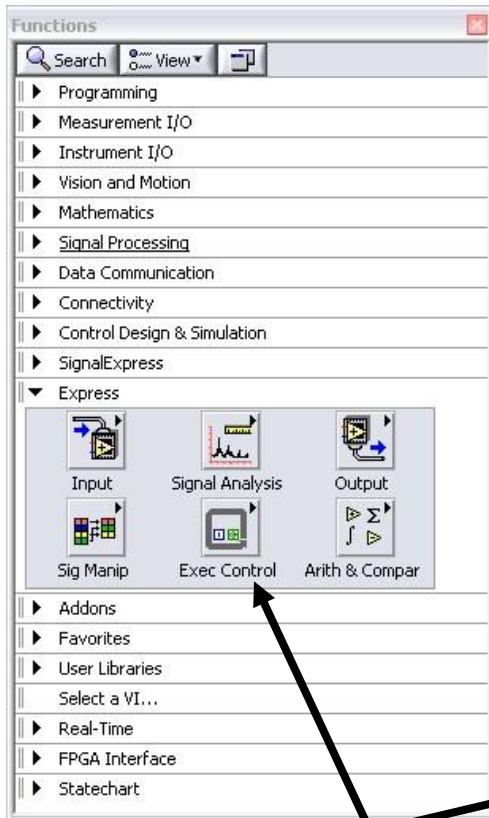 Functions
Search View
Programming
Measurement I/O
Instrument I/O
Vision and Motion
Mathematics
Signal Processing
Data Communication
Connectivity
Control Design & Simulation
SignalExpress
Express
Input Signal Analysis Output
Sig Manip Exec Control Arith & Compar
Addons
Favorites
User Libraries
Select a VI...
Real-Time
FPGA Interface
Statechart